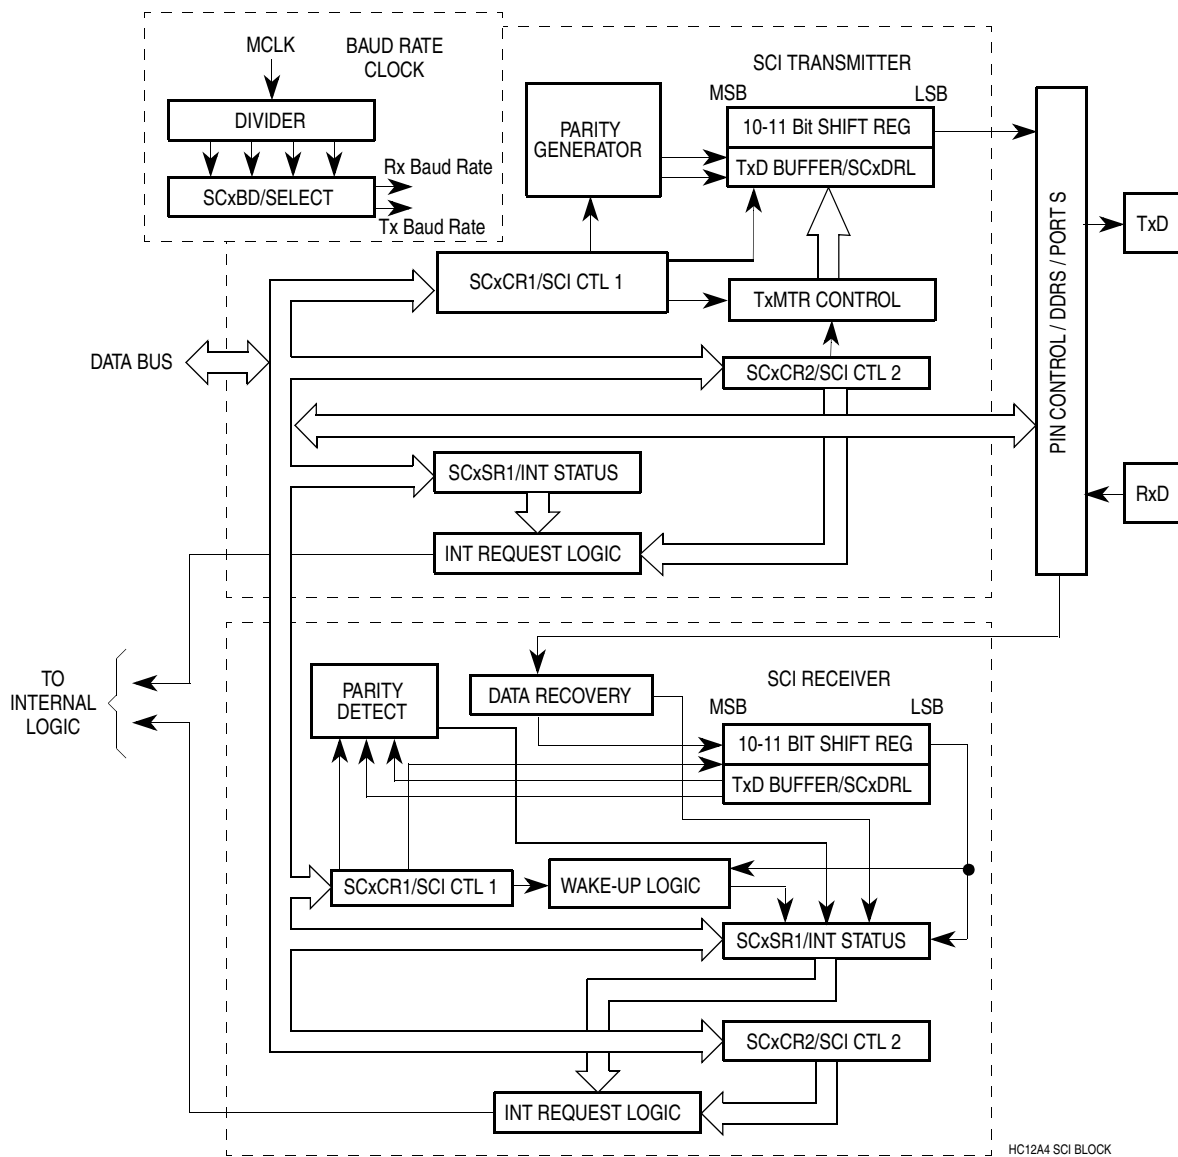 MCLK
BAUD RATE
CLOCK
DIVIDER
SCxBD/SELECT
Rx Baud Rate
Tx Baud Rate
SCI TRANSMITTER
MSB
LSB
PARITY
GENERATOR
10-11 Bit SHIFT REG
TxD BUFFER/SCxDRL
SCxCR1/SCI CTL 1
TxMTR CONTROL
DATA BUS
SCxCR2/SCI CTL 2
SCxSR1/INT STATUS
INT REQUEST LOGIC
PIN CONTROL / DDRS / PORT S
TxD
RxD
TO
INTERNAL
LOGIC
PARITY
DETECT
DATA RECOVERY
SCI RECEIVER
MSB
LSB
10-11 BIT SHIFT REG
TxD BUFFER/SCxDRL
SCxCR1/SCI CTL 1
WAKE-UP LOGIC
SCxSR1/INT STATUS
SCxCR2/SCI CTL 2
INT REQUEST LOGIC
HC12A4 SCI BLOCK